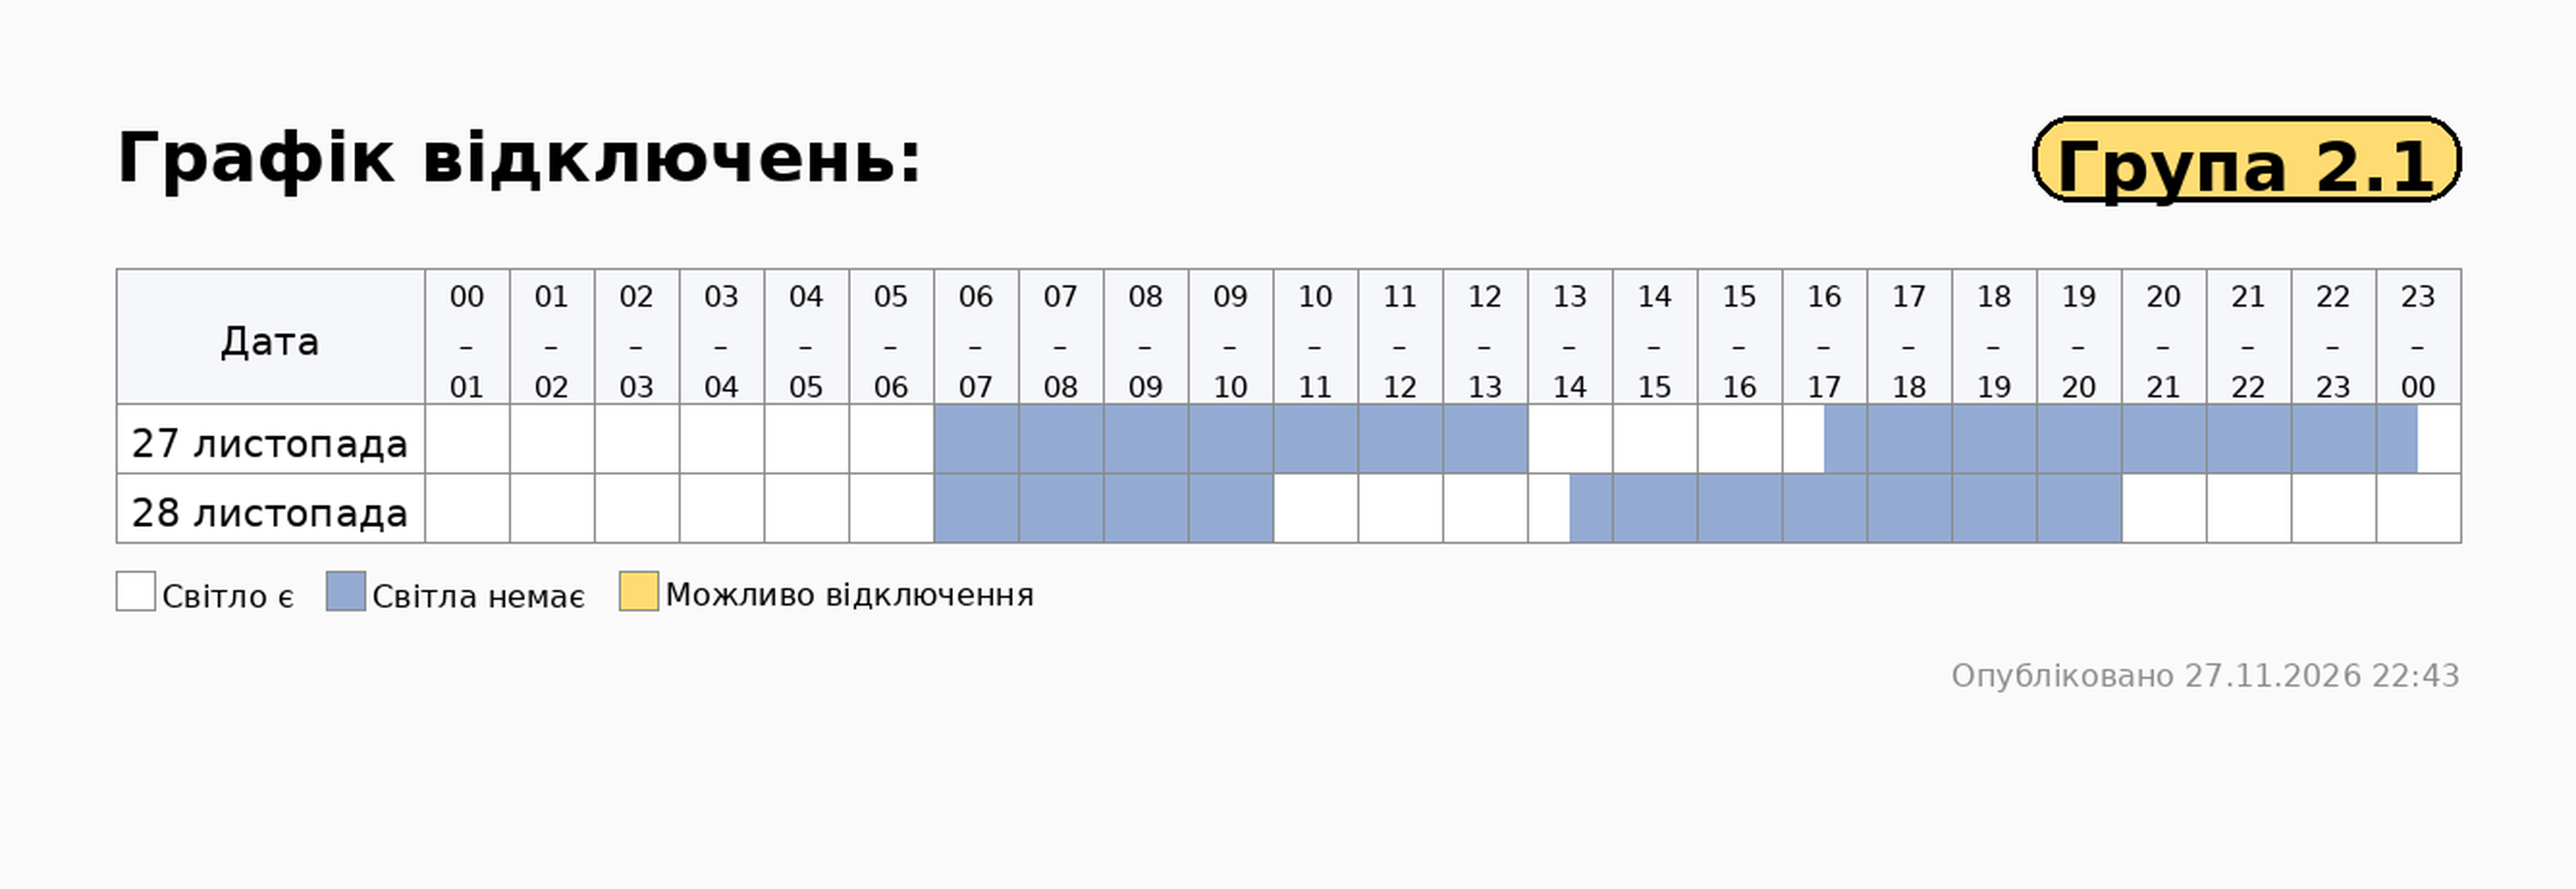 Графік відключень:
Група 2.1
Дата
00 – 01
01 – 02
02 – 03
03 – 04
04 – 05
05 – 06
06 – 07
07 – 08
08 – 09
09 – 10
10 – 11
11 – 12
12 – 13
13 – 14
14 – 15
15 – 16
16 – 17
17 – 18
18 – 19
19 – 20
20 – 21
21 – 22
22 – 23
23 – 00
27 листопада
28 листопада
Світло є
Світла немає
Можливо відключення
Опубліковано 27.11.2026 22:43